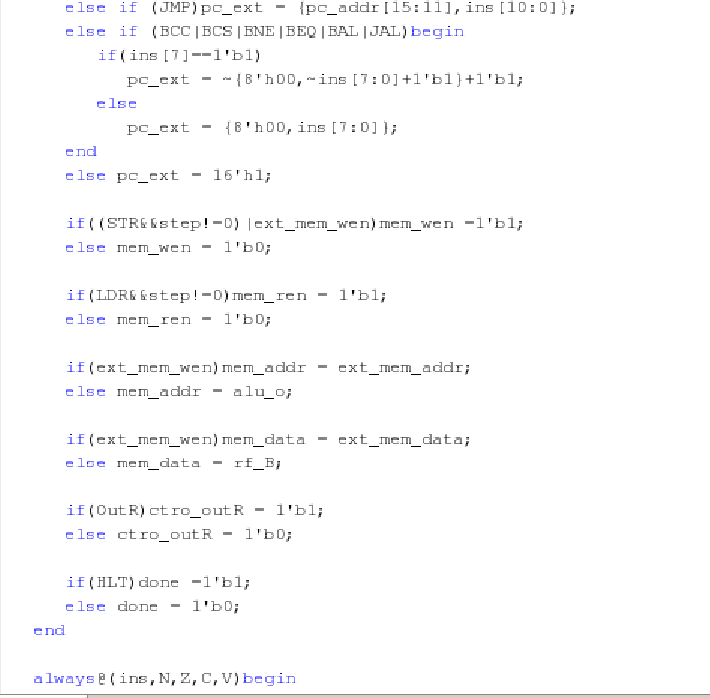 else if (JMP)pc_ext = {pc_addr[15:11],ins[10:0]};
else if (BCC|BCS|BNE|BEQ|BAL|JAL)begin
if(ins[7]==1'b1)
pc_ext = ~{8'h00,~ins[7:0]+1'b1}+1'b1;
else
pc_ext = {8'h00,ins[7:0]};
end
else pc_ext = 16'h1;
if((STR&&step!=0)|ext_mem_wen)mem_wen =1'b1;
else mem_wen = 1'b0;
if(LDR&&step!=0)mem_ren = 1'b1;
else mem_ren = 1'b0;
if(ext_mem_wen)mem_addr = ext_mem_addr;
else mem_addr = alu_o;
if(ext_mem_wen)mem_data = ext_mem_data;
else mem_data = rf_B;
if(OutR)ctro_outR = 1'b1;
else ctro_outR = 1'b0;
if(HLT)done =1'b1;
else done = 1'b0;
end
always@(ins,N,Z,C,V)begin